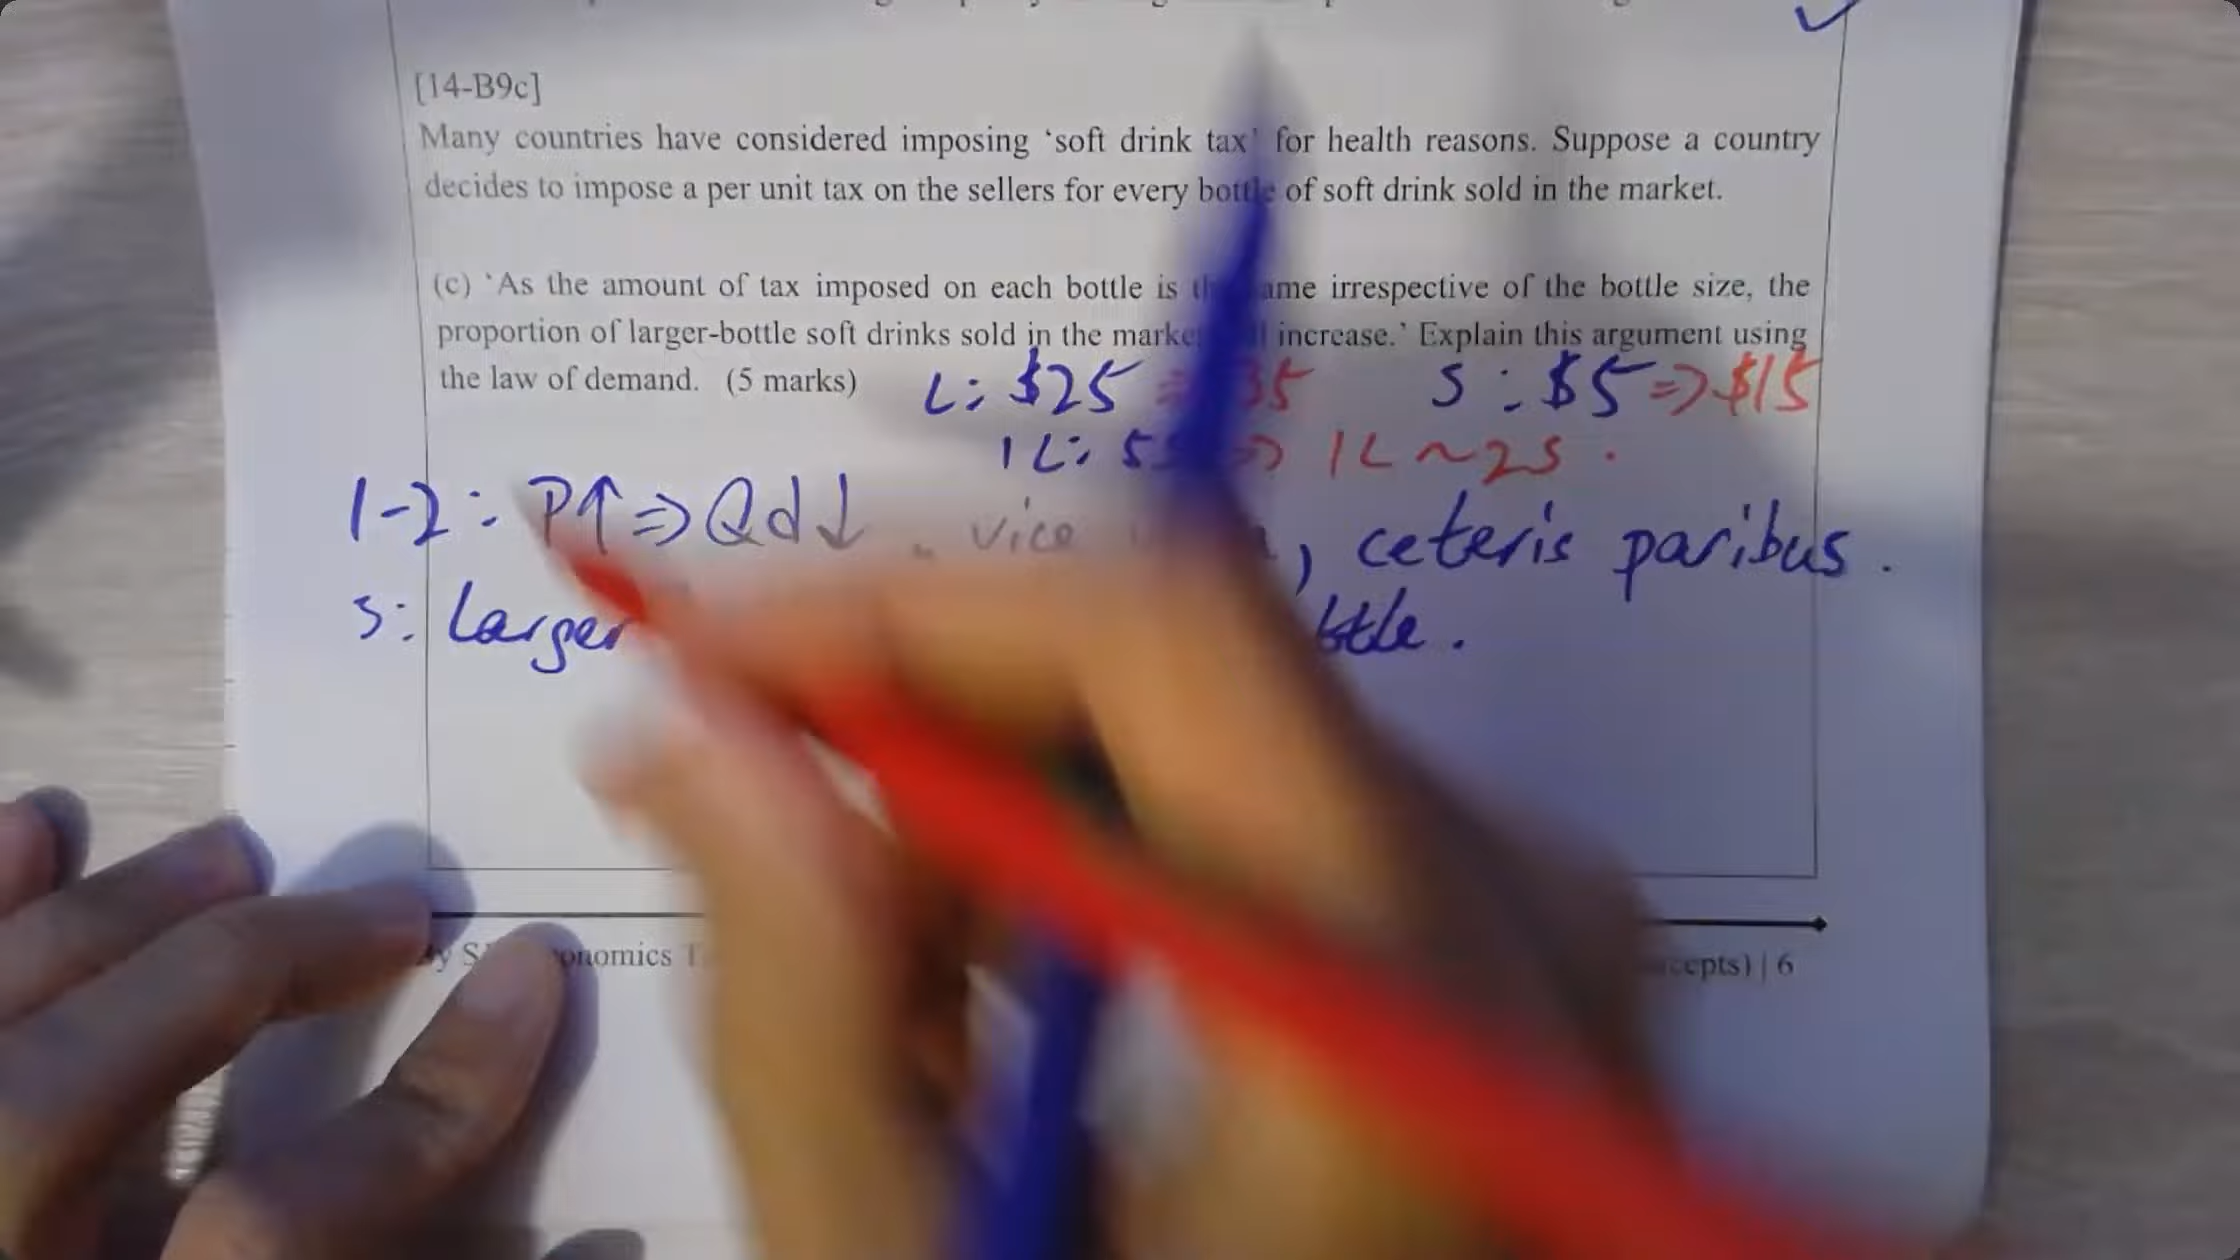 [14-B9c]
Many countries have considered imposing ‘soft drink tax’ for health reasons. Suppose a country
decides to impose a per unit tax on the sellers for every bottle of soft drink sold in the market.
(c) ‘As the amount of tax imposed on each bottle is the same irrespective of the bottle size, the
proportion of larger-bottle soft drinks sold in the market will increase.’ Explain this argument using
the law of demand. (5 marks)
L: $25 ⇒ 35 S: $5 ⇒ $15
1L: 5S ⇒ 1L ~ 2S.
1-2: P↑ ⇒ Qd↓, vice , ceteris paribus.
3: Larger ttle.
onomics
cepts) | 6